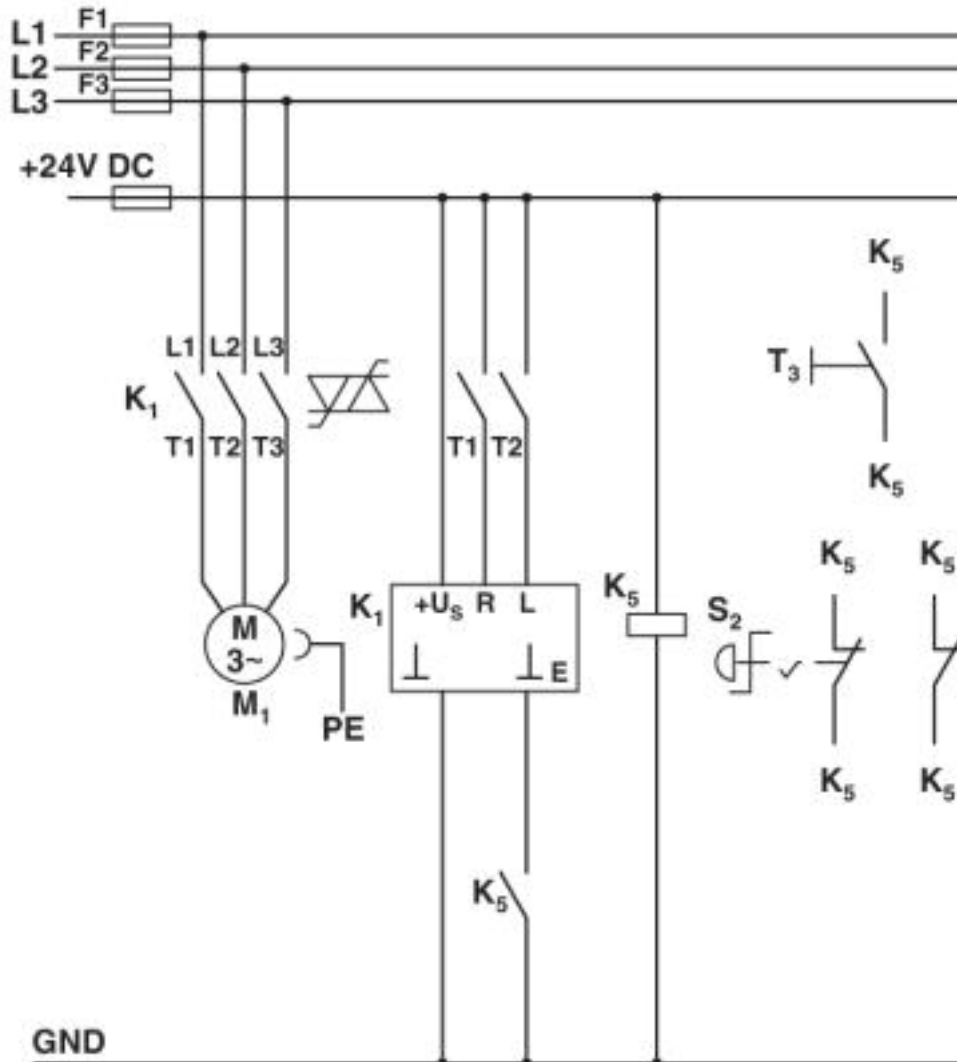 L1 F1
L2 F2
L3 F3
+24V DC
K5
L1 L2 L3
T3
K1
T1 T2 T3
T1 T2
K5
K5 K5
K1 +US R L
K5
S2
M
3~
E
M1
PE
K5 K5
K5
GND